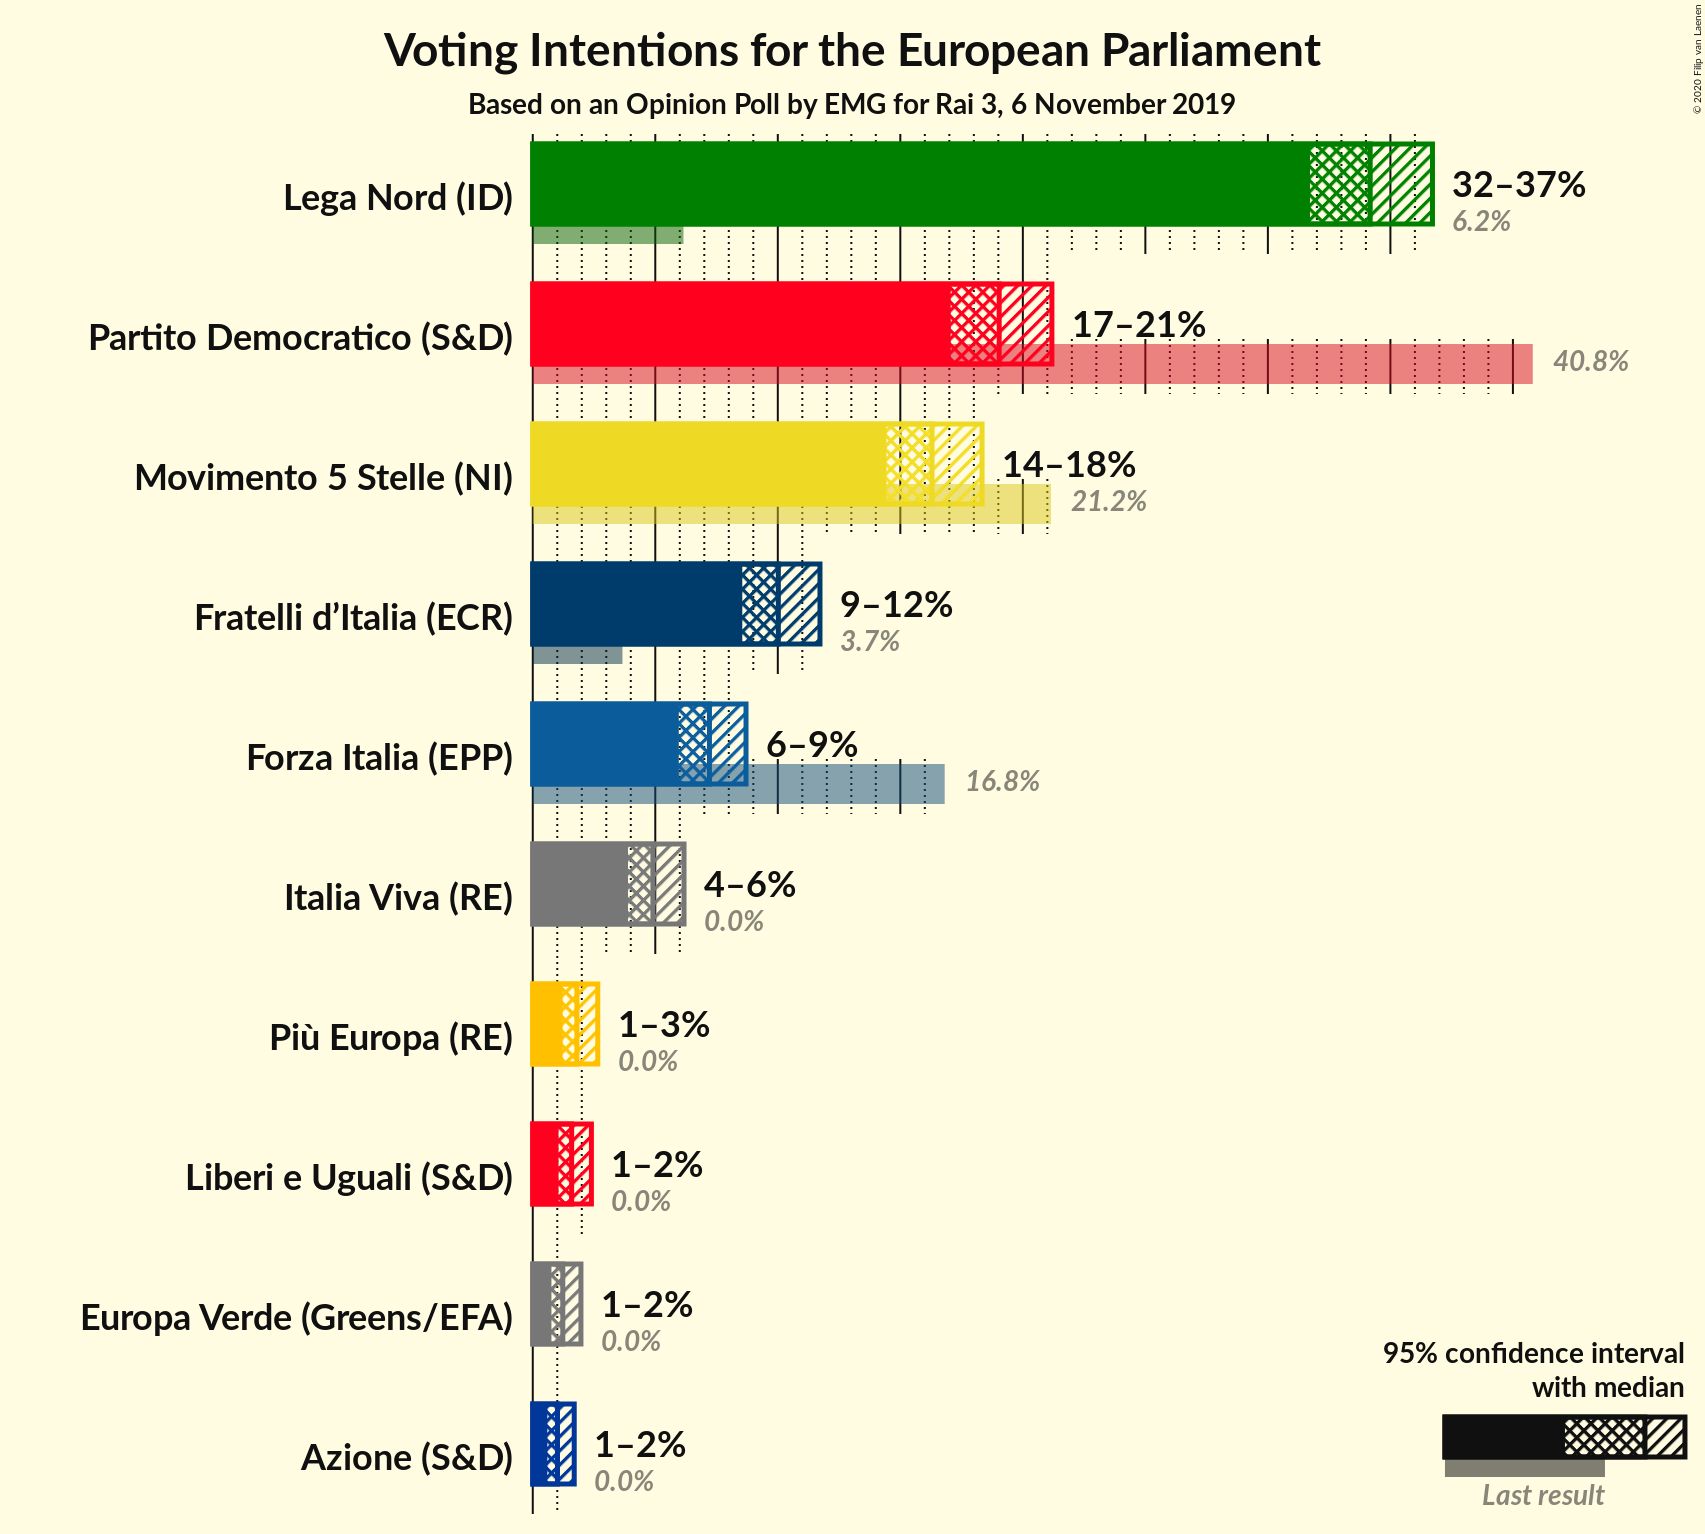 Voting Intentions for the European Parliament
Based on an Opinion Poll by EMG for Rai 3, 6 November 2019
© 2020 Filip van Laenen
Lega Nord (ID)
32–37%
6.2%
Partito Democratico (S&D)
17–21%
40.8%
Movimento 5 Stelle (NI)
14–18%
21.2%
Fratelli d’Italia (ECR)
9–12%
3.7%
Forza Italia (EPP)
6–9%
16.8%
Italia Viva (RE)
4–6%
0.0%
Più Europa (RE)
1–3%
0.0%
Liberi e Uguali (S&D)
1–2%
0.0%
Europa Verde (Greens/EFA)
1–2%
0.0%
Azione (S&D)
1–2%
0.0%
95% confidence interval
with median
Last result